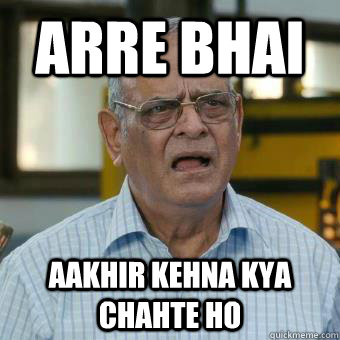 ARRE BHAI
AAKHIR KEHNA KYA
CHAHTE HO
quickmeme.com